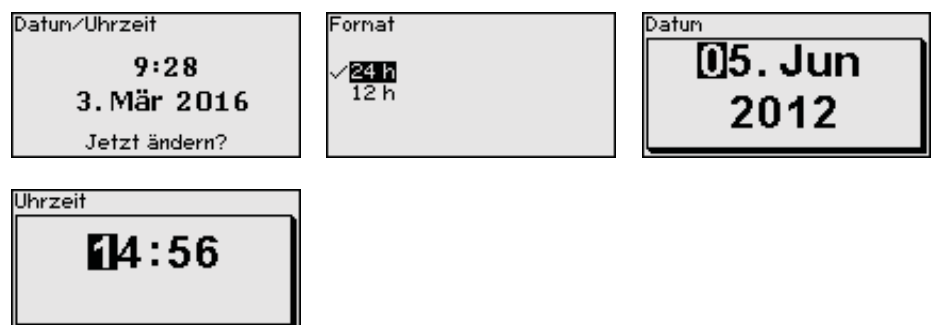 Datum/Uhrzeit
9:28
3. Mär 2016
Jetzt ändern?
Format
✓24 h
12 h
Datum
05. Jun
2012
Uhrzeit
14:56